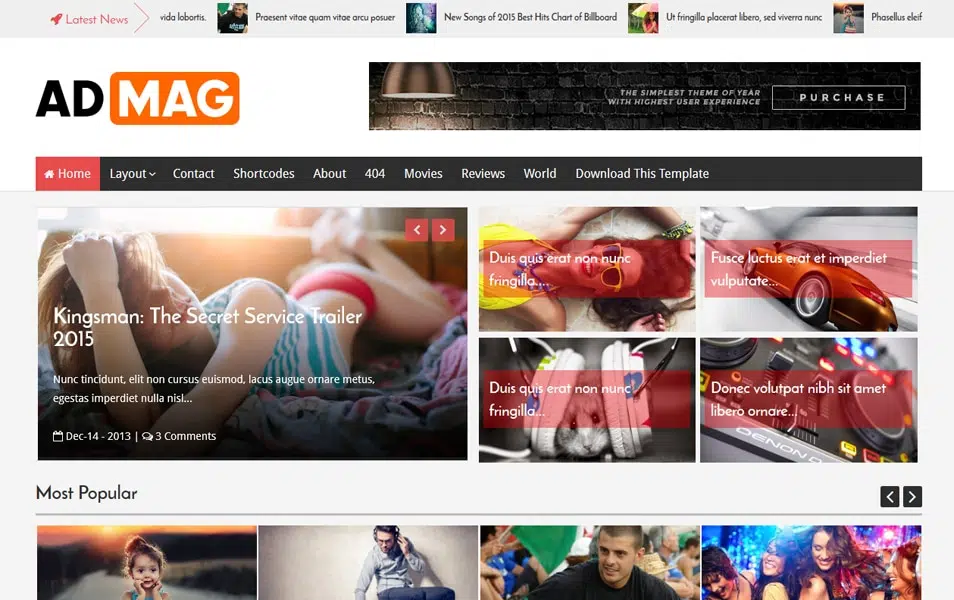 Latest News
vida lobortis.
Praesent vitae quam vitae arcu posuer
New Songs of 2015 Best Hits Chart of Billboard
Ut fringilla placerat libero, sed viverra nunc
Phasellus eleif
AD MAG
THE SIMPLEST THEME OF YEAR
WITH HIGHEST USER EXPERIENCE
PURCHASE
Home Layout Contact Shortcodes About 404 Movies Reviews World Download This Template
Kingsman: The Secret Service Trailer
2015
Nunc tincidunt, elit non cursus euismod, lacus augue ornare metus,
egestas imperdiet nulla nisl...
Dec-14 - 2013 | 3 Comments
Duis quis erat non nunc
fringilla....
Fusce luctus erat et imperdiet
vulputate...
Duis quis erat non nunc
fringilla...
Donec volutpat nibh sit amet
libero ornare...
DENON DJ
Most Popular